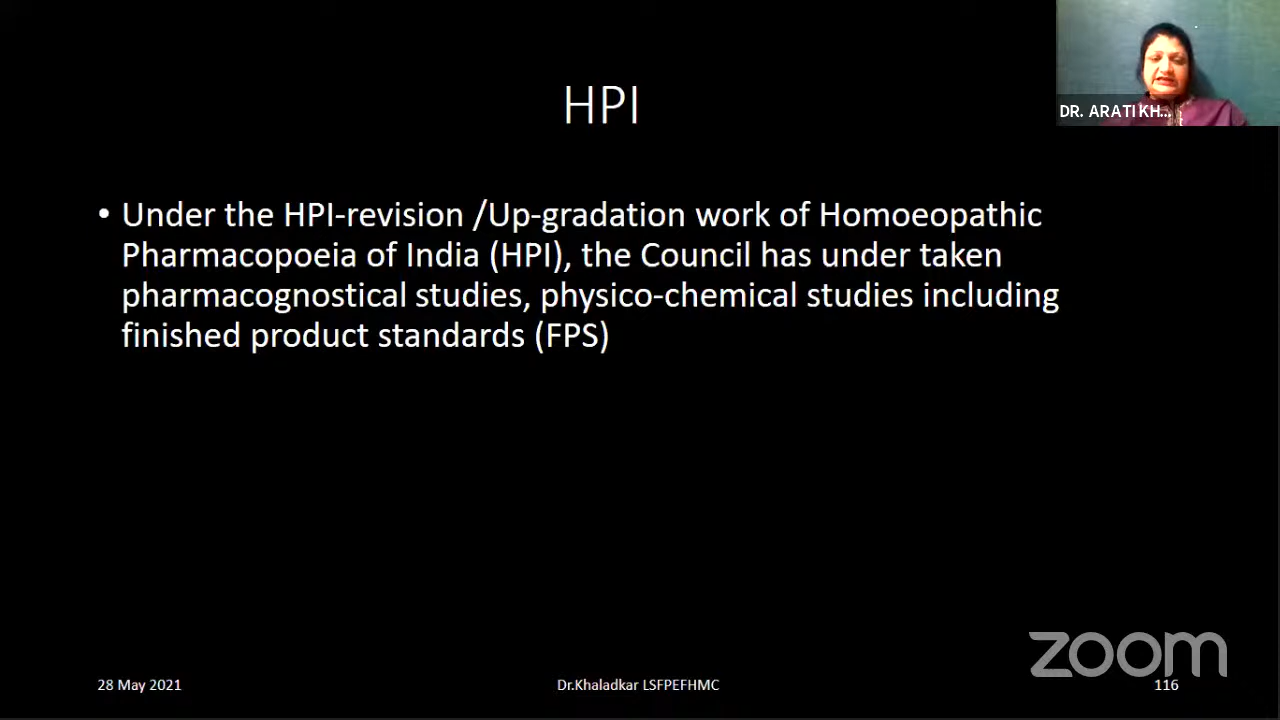 HPI
DR. ARATI KH...
• Under the HPI-revision /Up-gradation work of Homoeopathic
Pharmacopoeia of India (HPI), the Council has under taken
pharmacognostical studies, physico-chemical studies including
finished product standards (FPS)
zoom
28 May 2021
Dr.Khaladkar LSFPEFHMC
116